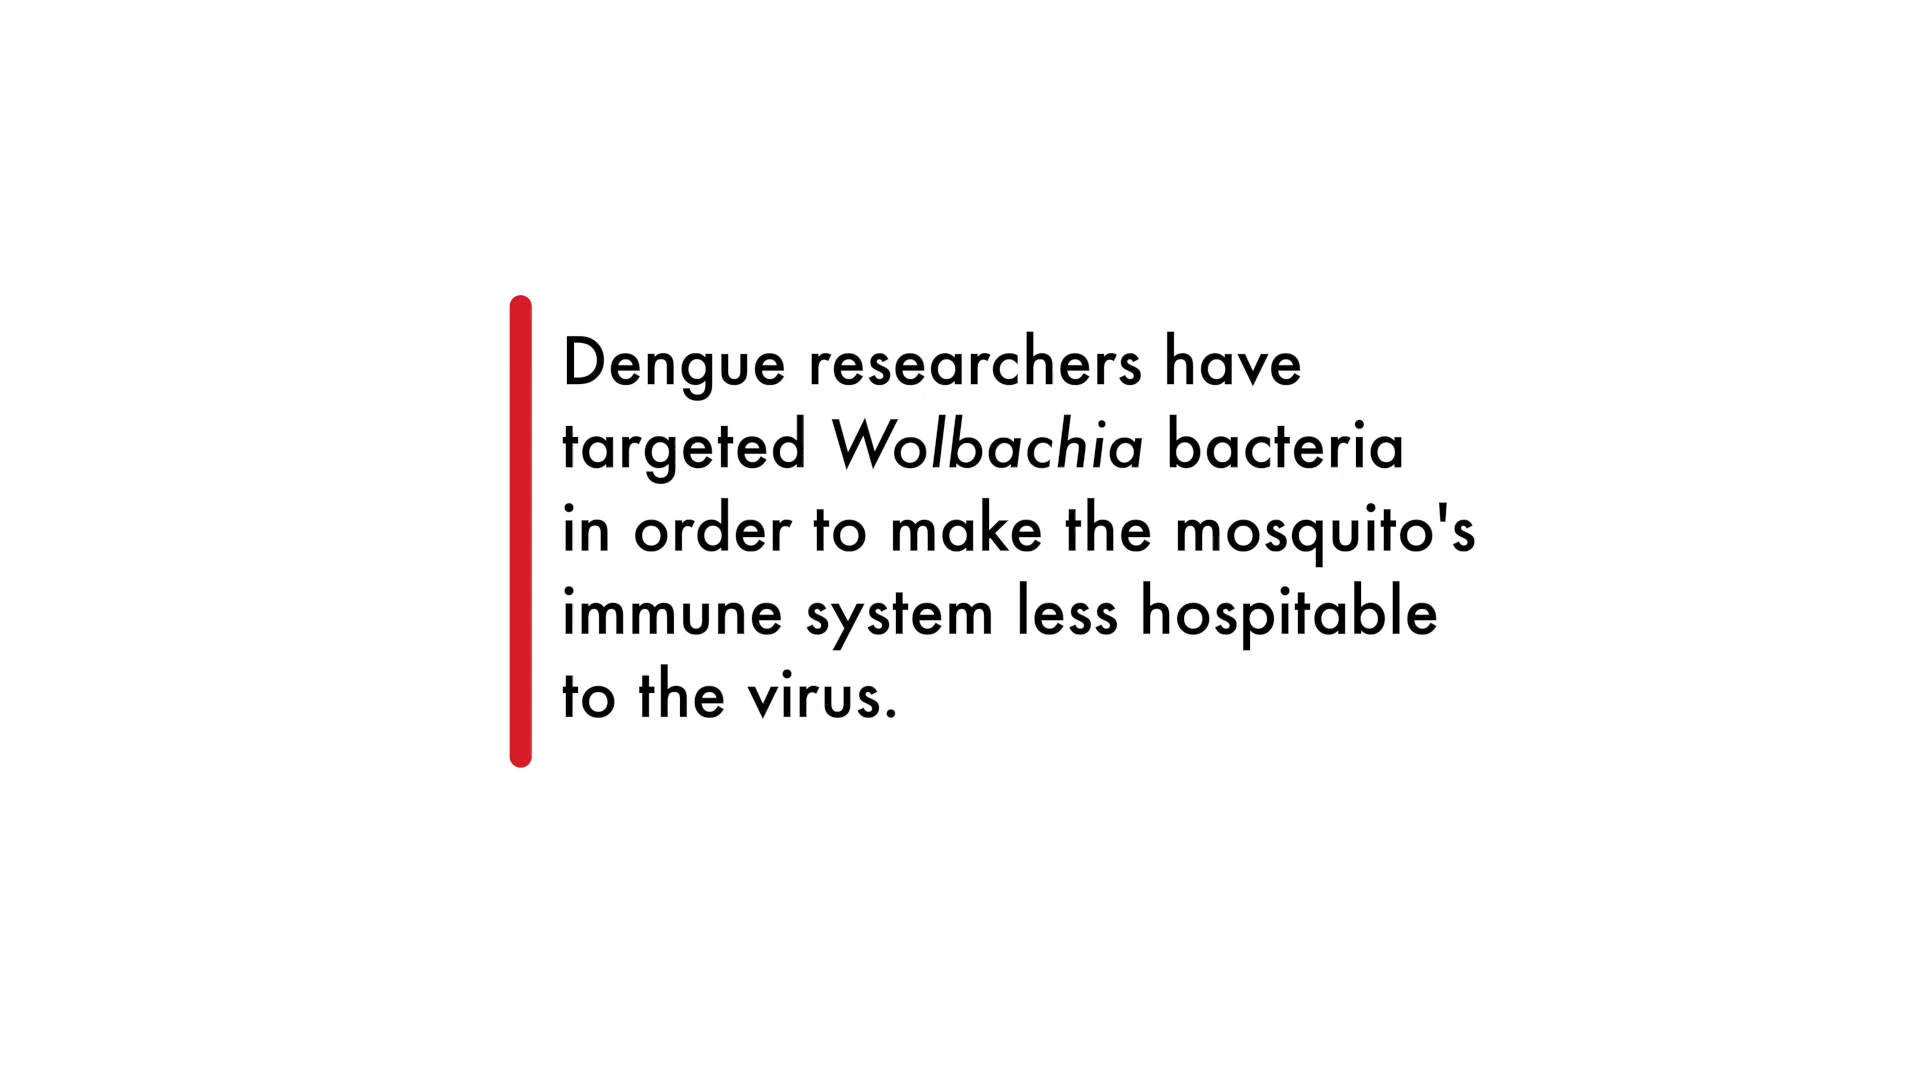 Dengue researchers have
targeted Wolbachia bacteria
in order to make the mosquito's
immune system less hospitable
to the virus.